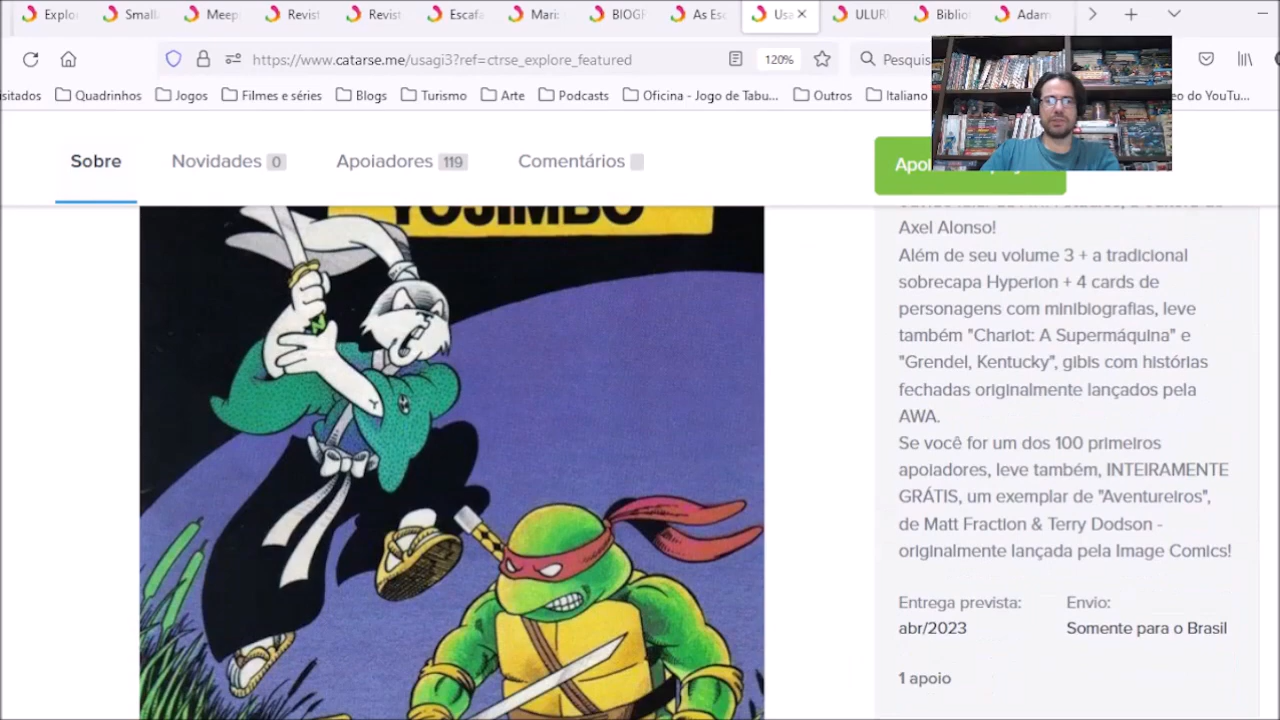 Explo
Small
Meep
Revist
Revist
Escafa
Mari
BIOGR
As Esc
Usa
ULUR
Bibliot
Adam
https://www.catarse.me/usagi3?ref=ctrse_explore_featured
120%
Pesquis
isitados
Quadrinhos
Jogos
Filmes e séries
Blogs
Turismo
Arte
Podcasts
Oficina - Jogo de Tabu...
Outros
Italiano
eo do YouTu...
Sobre
Novidades 0
Apoiadores 119
Comentários
YOJIMBO
Axel Alonso!
Além de seu volume 3 + a tradicional
sobrecapa Hyperion + 4 cards de
personagens com minibiografias, leve
também "Chariot: A Supermáquina" e
"Grendel, Kentucky", gibis com histórias
fechadas originalmente lançados pela
AWA.
Se você for um dos 100 primeiros
apoiadores, leve também, INTEIRAMENTE
GRÁTIS, um exemplar de "Aventureiros",
de Matt Fraction & Terry Dodson -
originalmente lançada pela Image Comics!
Entrega prevista:
abr/2023
Envio:
Somente para o Brasil
1 apoio